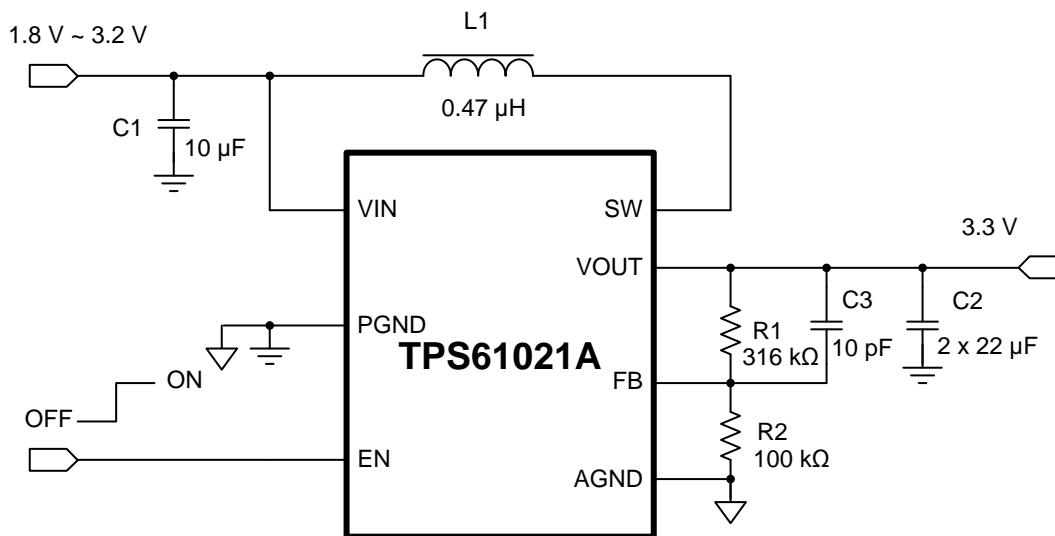 1.8 V ~ 3.2 V
L1
0.47 µH
C1
10 µF
VIN
SW
3.3 V
VOUT
PGND
TPS61021A
R1
316 kΩ
C3
10 pF
C2
2 x 22 µF
ON
OFF
FB
R2
100 kΩ
EN
AGND